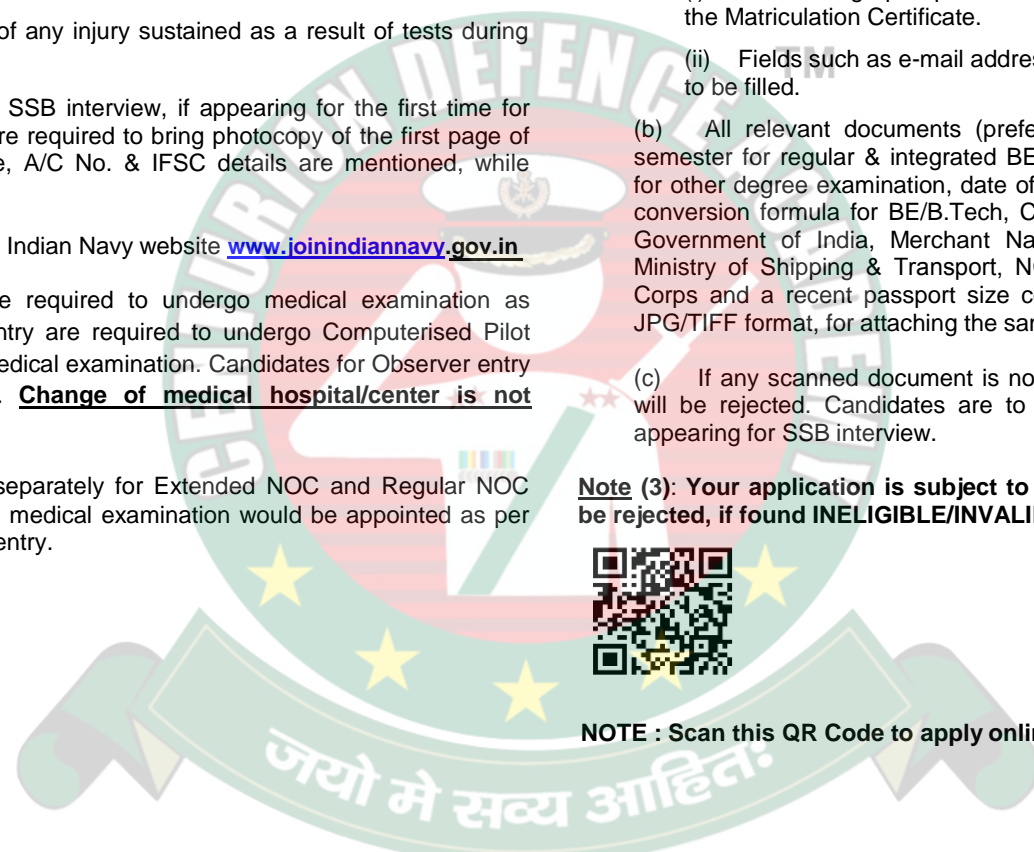 of any injury sustained as a result of tests during
SSB interview, if appearing for the first time for
re required to bring photocopy of the first page of
e, A/C No. & IFSC details are mentioned, while
Indian Navy website www.joinindiannavy.gov.in
e required to undergo medical examination as
entry are required to undergo Computerised Pilot
edical examination. Candidates for Observer entry
. Change of medical hospital/center is not
separately for Extended NOC and Regular NOC
medical examination would be appointed as per
entry.
the Matriculation Certificate.
(ii) Fields such as e-mail addres
to be filled.
(b) All relevant documents (prefe
semester for regular & integrated BE
for other degree examination, date of
conversion formula for BE/B.Tech, C
Government of India, Merchant Na
Ministry of Shipping & Transport, N
Corps and a recent passport size c
JPG/TIFF format, for attaching the sa
(c) If any scanned document is no
will be rejected. Candidates are to
appearing for SSB interview.
Note (3): Your application is subject to
be rejected, if found INELIGIBLE/INVALI
NOTE : Scan this QR Code to apply onlin
CENTURION DEFENCE ACADEMY
TM
जयो मे सव्य आहितः